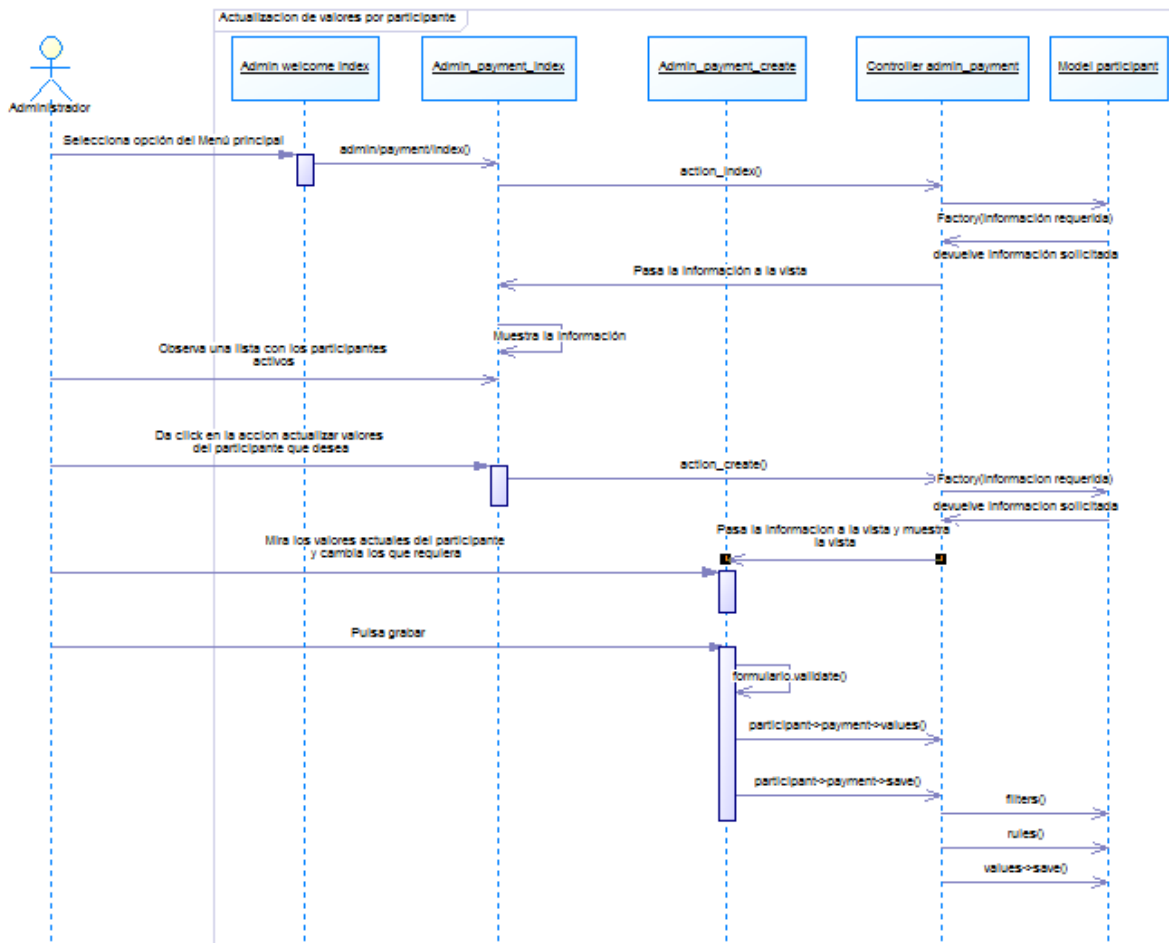 Actualizacion de valores por participante
Administrador
Admin welcome index
Admin_payment_index
Admin_payment_create
Controller admin_payment
Model participant
Selecciona opción del Menú principal
admin/payment/index()
action_index()
Factory(información requerida)
devuelve información solicitada
Pasa la información a la vista
Muestra la información
Observa una lista con los participantes
activos
Da click en la accion actualizar valores
del participante que desea
action_create()
Factory(informacion requerida)
devuelve informacion solicitada
Pasa la informacion a la vista y muestra
la vista
Mira los valores actuales del participante
y cambia los que requiera
Pulsa grabar
formulario.validate()
participant->payment->values()
participant->payment->save()
filters()
rules()
values->save()